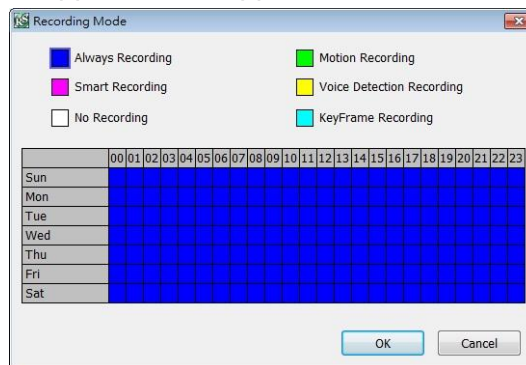 Recording Mode
Always Recording
Motion Recording
Smart Recording
Voice Detection Recording
No Recording
KeyFrame Recording
00 01 02 03 04 05 06 07 08 09 10 11 12 13 14 15 16 17 18 19 20 21 22 23
Sun
Mon
Tue
Wed
Thu
Fri
Sat
OK Cancel